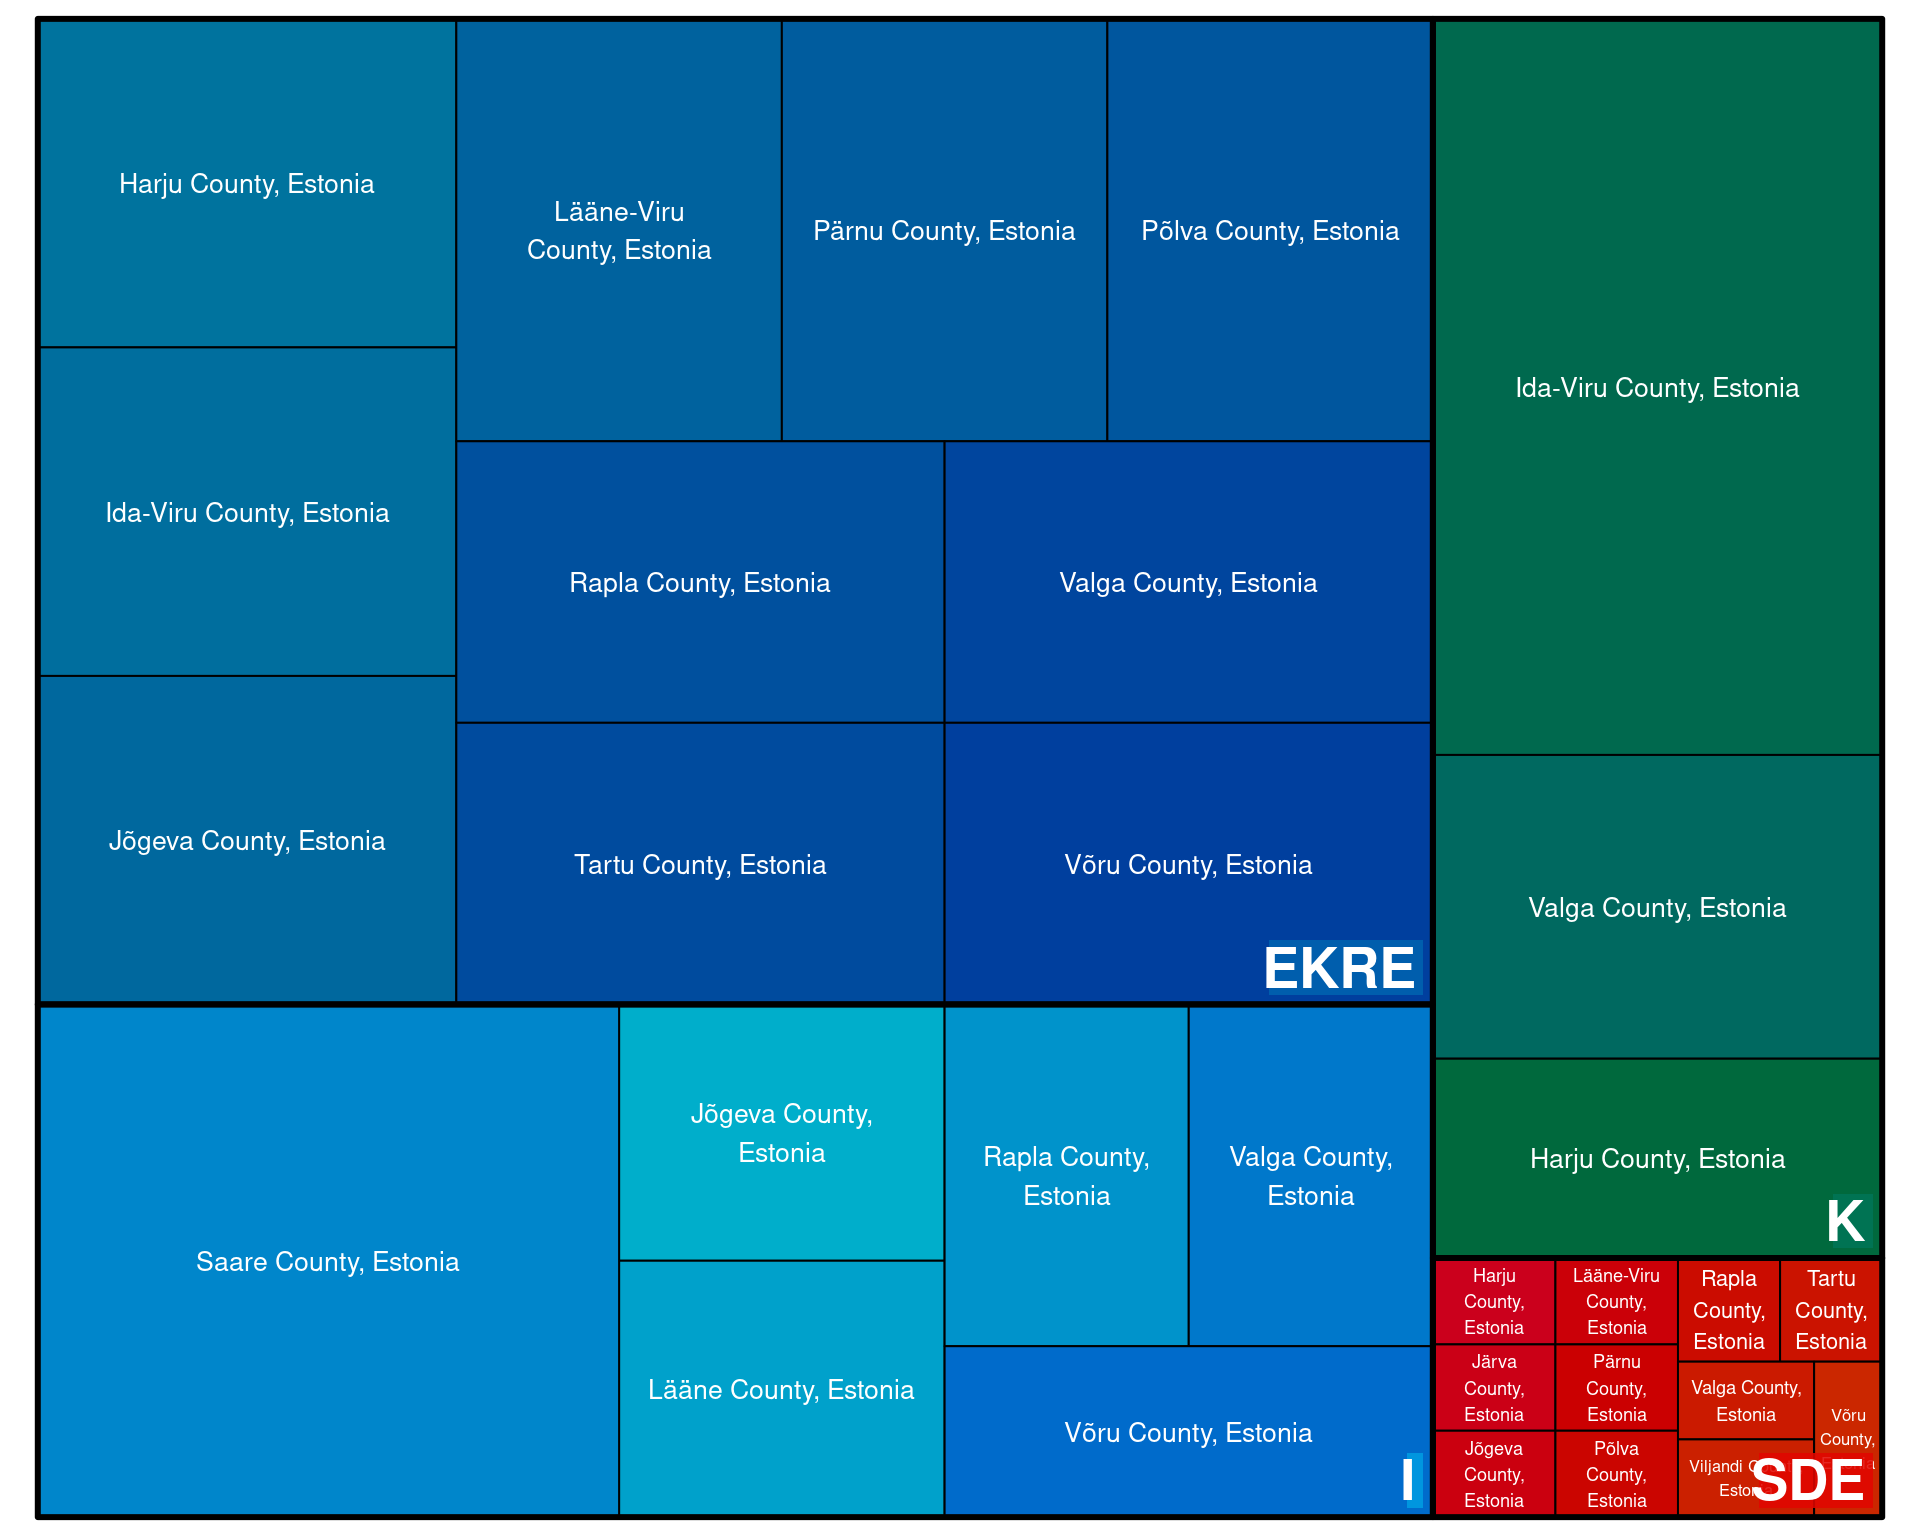 Harju County, Estonia
Ida-Viru County, Estonia
Jõgeva County, Estonia
Lääne-Viru
County, Estonia
Pärnu County, Estonia
Põlva County, Estonia
Rapla County, Estonia
Valga County, Estonia
Tartu County, Estonia
Võru County, Estonia
EKRE
Saare County, Estonia
Jõgeva County,
Estonia
Lääne County, Estonia
Rapla County,
Estonia
Valga County,
Estonia
Võru County, Estonia
I
Ida-Viru County, Estonia
Valga County, Estonia
Harju County, Estonia
K
Harju
County,
Estonia
Järva
County,
Estonia
Jõgeva
County,
Estonia
Lääne-Viru
County,
Estonia
Pärnu
County,
Estonia
Põlva
County,
Estonia
Rapla
County,
Estonia
Tartu
County,
Estonia
Valga County,
Estonia
Viljandi
Võru
County,
SDE